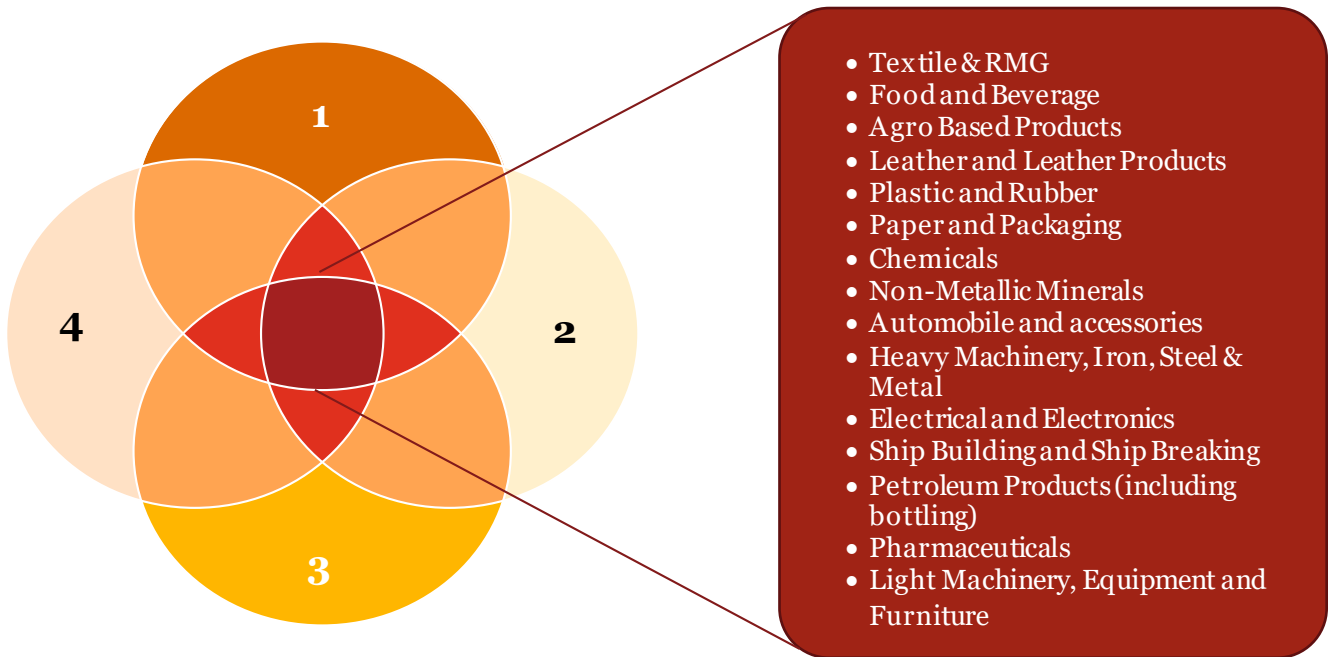 1
4
2
3
• Textile & RMG
• Food and Beverage
• Agro Based Products
• Leather and Leather Products
• Plastic and Rubber
• Paper and Packaging
• Chemicals
• Non-Metallic Minerals
• Automobile and accessories
• Heavy Machinery, Iron, Steel &
Metal
• Electrical and Electronics
• Ship Building and Ship Breaking
• Petroleum Products (including
bottling)
• Pharmaceuticals
• Light Machinery, Equipment and
Furniture